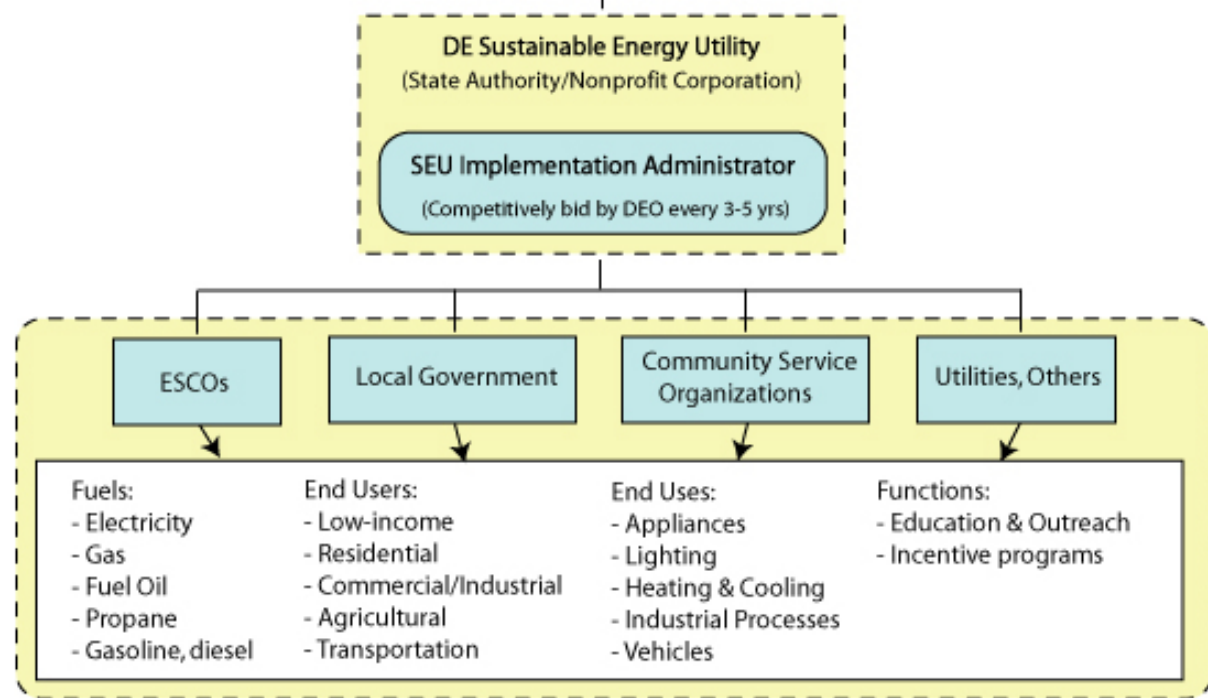 DE Sustainable Energy Utility
(State Authority/Nonprofit Corporation)
SEU Implementation Administrator
(Competitively bid by DEO every 3-5 yrs)
ESCOs
Local Government
Community Service
Organizations
Utilities, Others
Fuels:
- Electricity
- Gas
- Fuel Oil
- Propane
- Gasoline, diesel
End Users:
- Low-income
- Residential
- Commercial/Industrial
- Agricultural
- Transportation
End Uses:
- Appliances
- Lighting
- Heating & Cooling
- Industrial Processes
- Vehicles
Functions:
- Education & Outreach
- Incentive programs